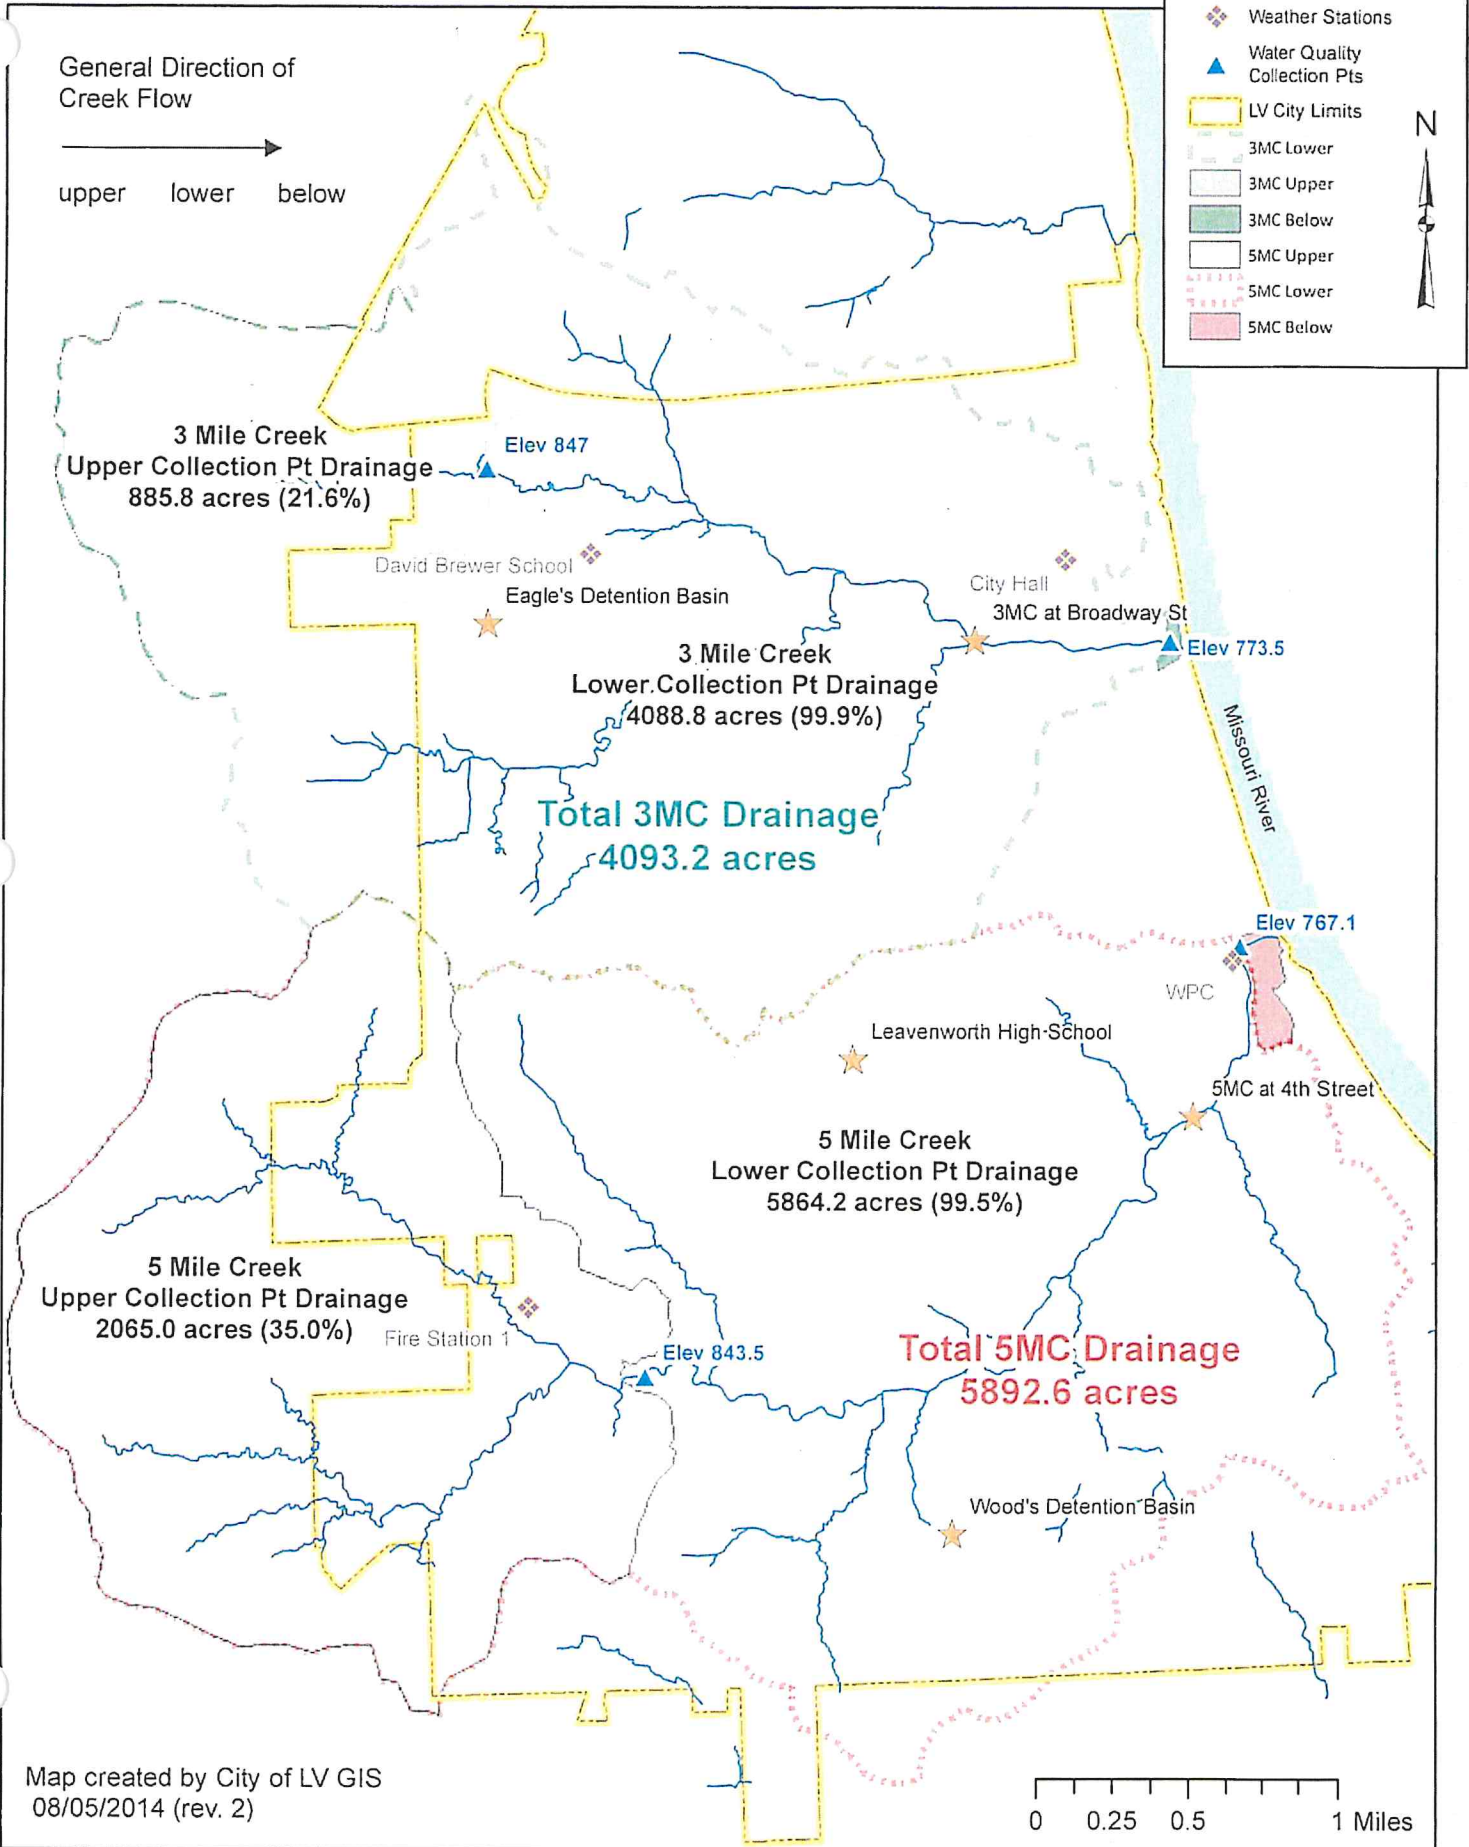 General Direction of
Creek Flow
upper lower below
Weather Stations
Water Quality
Collection Pts
LV City Limits
3MC Lower
3MC Upper
3MC Below
5MC Upper
5MC Lower
5MC Below
N
3 Mile Creek
Upper Collection Pt Drainage
885.8 acres (21.6%)
Elev 847
David Brewer School
Eagle's Detention Basin
City Hall
3MC at Broadway St
Elev 773.5
3 Mile Creek
Lower Collection Pt Drainage
4088.8 acres (99.9%)
Missouri River
Total 3MC Drainage
4093.2 acres
Elev 767.1
WPC
Leavenworth High School
5MC at 4th Street
5 Mile Creek
Lower Collection Pt Drainage
5864.2 acres (99.5%)
5 Mile Creek
Upper Collection Pt Drainage
2065.0 acres (35.0%)
Fire Station 1
Elev 843.5
Total 5MC Drainage
5892.6 acres
Wood's Detention Basin
Map created by City of LV GIS
08/05/2014 (rev. 2)
0 0.25 0.5 1 Miles